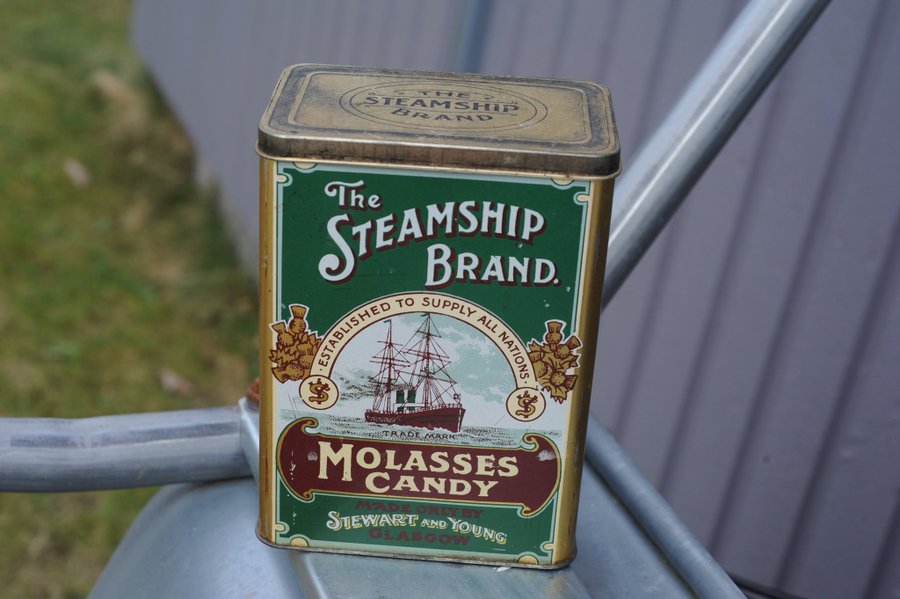 THE
STEAMSHIP
BRAND
The
STEAMSHIP
BRAND.
·ESTABLISHED TO SUPPLY ALL NATIONS·
TRADE MARK
MOLASSES
CANDY
MADE ONLY BY
STEWART AND YOUNG
GLASGOW